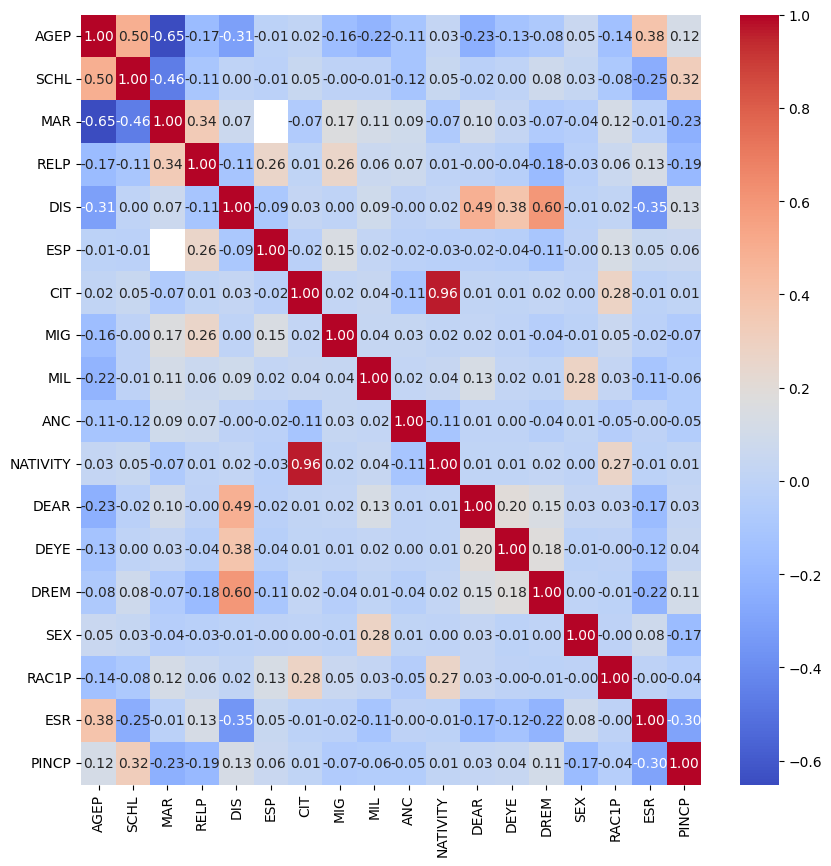 AGEP 1.00 0.50 -0.65 -0.17 -0.31 -0.01 0.02 -0.16 -0.22 -0.11 0.03 -0.23 -0.13 -0.08 0.05 -0.14 0.38 0.12
SCHL 0.50 1.00 -0.46 -0.11 0.00 -0.01 0.05 -0.00 -0.01 -0.12 0.05 -0.02 0.00 0.08 0.03 -0.08 -0.25 0.32
MAR -0.65 -0.46 1.00 0.34 0.07 -0.07 0.17 0.11 0.09 -0.07 0.10 0.03 -0.07 -0.04 0.12 -0.01 -0.23
RELP -0.17 -0.11 0.34 1.00 -0.11 0.26 0.01 0.26 0.06 0.07 0.01 -0.00 -0.04 -0.18 -0.03 0.06 0.13 -0.19
DIS -0.31 0.00 0.07 -0.11 1.00 -0.09 0.03 0.00 0.09 -0.00 0.02 0.49 0.38 0.60 -0.01 0.02 -0.35 0.13
ESP -0.01 -0.01 0.26 -0.09 1.00 -0.02 0.15 0.02 -0.02 -0.03 -0.02 -0.04 -0.11 -0.00 0.13 0.05 0.06
CIT 0.02 0.05 -0.07 0.01 0.03 -0.02 1.00 0.02 0.04 -0.11 0.96 0.01 0.01 0.02 0.00 0.28 -0.01 0.01
MIG -0.16 -0.00 0.17 0.26 0.00 0.15 0.02 1.00 0.04 0.03 0.02 0.02 0.01 -0.04 -0.01 0.05 -0.02 -0.07
MIL -0.22 -0.01 0.11 0.06 0.09 0.02 0.04 0.04 1.00 0.02 0.04 0.13 0.02 0.01 0.28 0.03 -0.11 -0.06
ANC -0.11 -0.12 0.09 0.07 -0.00 -0.02 -0.11 0.03 0.02 1.00 -0.11 0.01 0.00 -0.04 0.01 -0.05 -0.00 -0.05
NATIVITY 0.03 0.05 -0.07 0.01 0.02 -0.03 0.96 0.02 0.04 -0.11 1.00 0.01 0.01 0.02 0.00 0.27 -0.01 0.01
DEAR -0.23 -0.02 0.10 -0.00 0.49 -0.02 0.01 0.02 0.13 0.01 0.01 1.00 0.20 0.15 0.03 0.03 -0.17 0.03
DEYE -0.13 0.00 0.03 -0.04 0.38 -0.04 0.01 0.01 0.02 0.00 0.01 0.20 1.00 0.18 -0.01 -0.00 -0.12 0.04
DREM -0.08 0.08 -0.07 -0.18 0.60 -0.11 0.02 -0.04 0.01 -0.04 0.02 0.15 0.18 1.00 0.00 -0.01 -0.22 0.11
SEX 0.05 0.03 -0.04 -0.03 -0.01 -0.00 0.00 -0.01 0.28 0.01 0.00 0.03 -0.01 0.00 1.00 -0.00 0.08 -0.17
RAC1P -0.14 -0.08 0.12 0.06 0.02 0.13 0.28 0.05 0.03 -0.05 0.27 0.03 -0.00 -0.01 -0.00 1.00 -0.00 -0.04
ESR 0.38 -0.25 -0.01 0.13 -0.35 0.05 -0.01 -0.02 -0.11 -0.00 -0.01 -0.17 -0.12 -0.22 0.08 -0.00 1.00 -0.30
PINCP 0.12 0.32 -0.23 -0.19 0.13 0.06 0.01 -0.07 -0.06 -0.05 0.01 0.03 0.04 0.11 -0.17 -0.04 -0.30 1.00
AGEP SCHL MAR RELP DIS ESP CIT MIG MIL ANC NATIVITY DEAR DEYE DREM SEX RAC1P ESR PINCP
1.0
0.8
0.6
0.4
0.2
0.0
−0.2
−0.4
−0.6